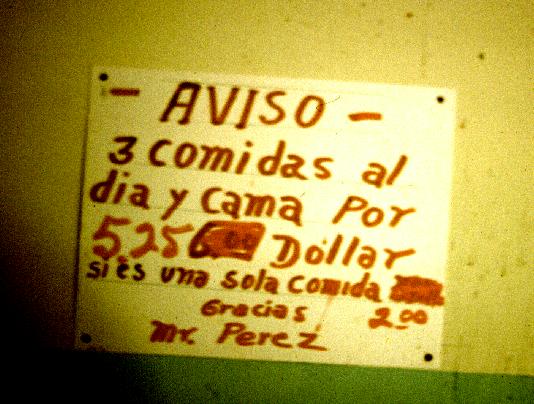 - AVISO -
3 comidas al
dia y cama por
5.25 Dollar
si es una sola comida
2.00
Gracias
Mr. Perez